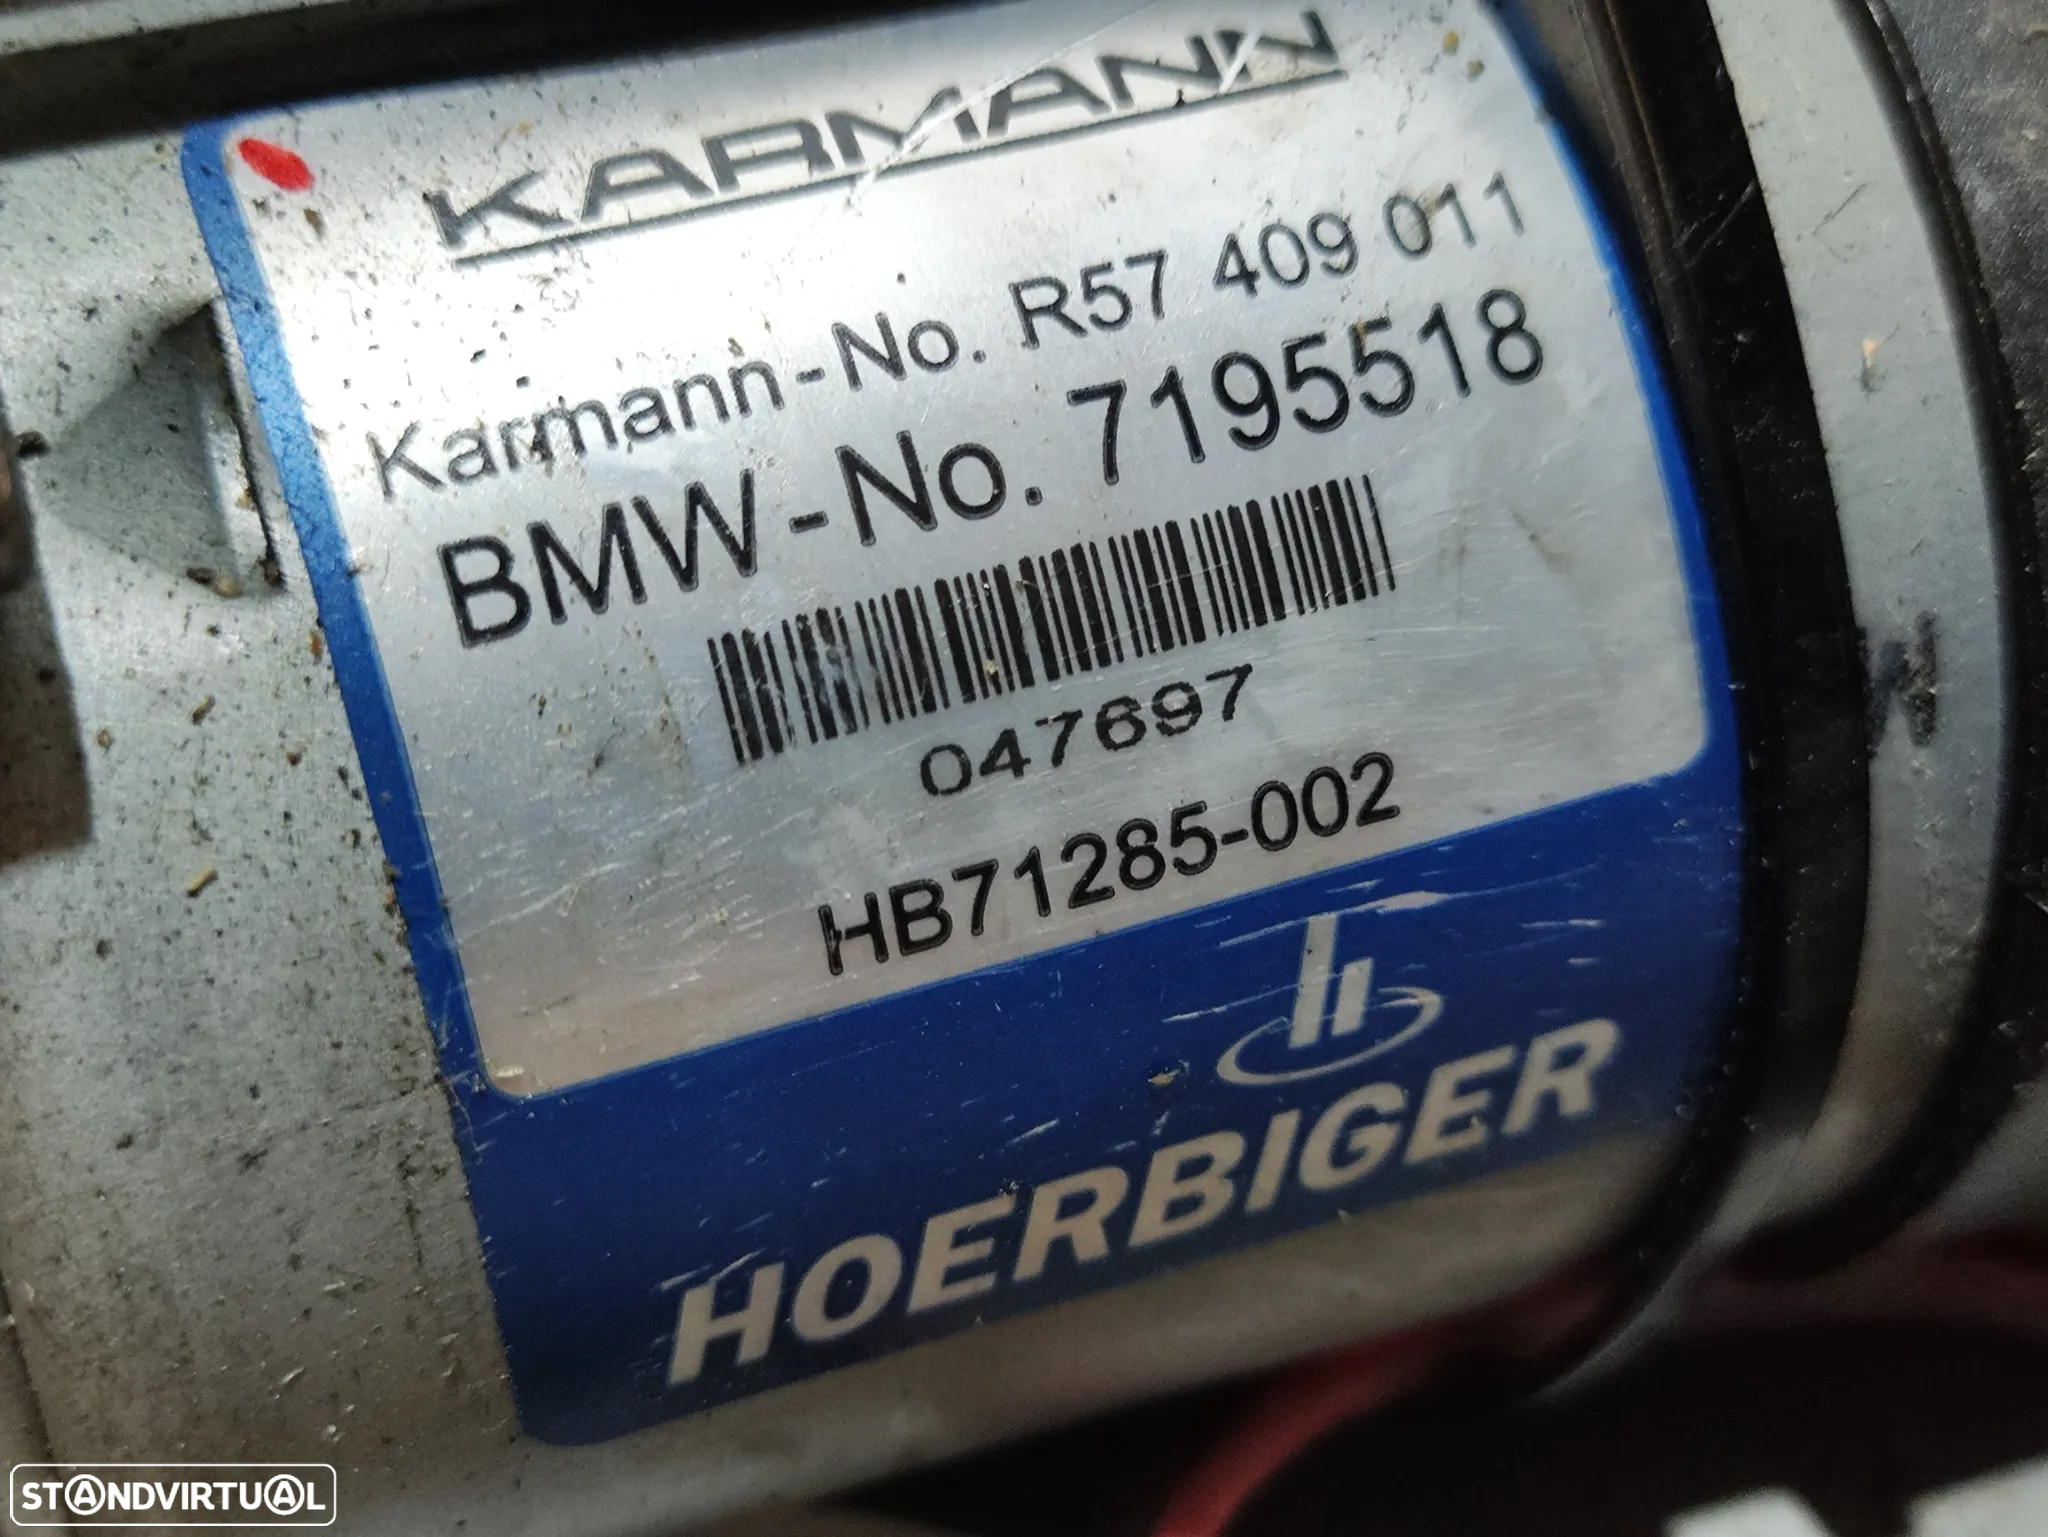 KARMANN
Karmann-No. R57 409 011
BMW-No. 7195518
047697
HB71285-002
HOERBIGER
STANDVIRTUAL